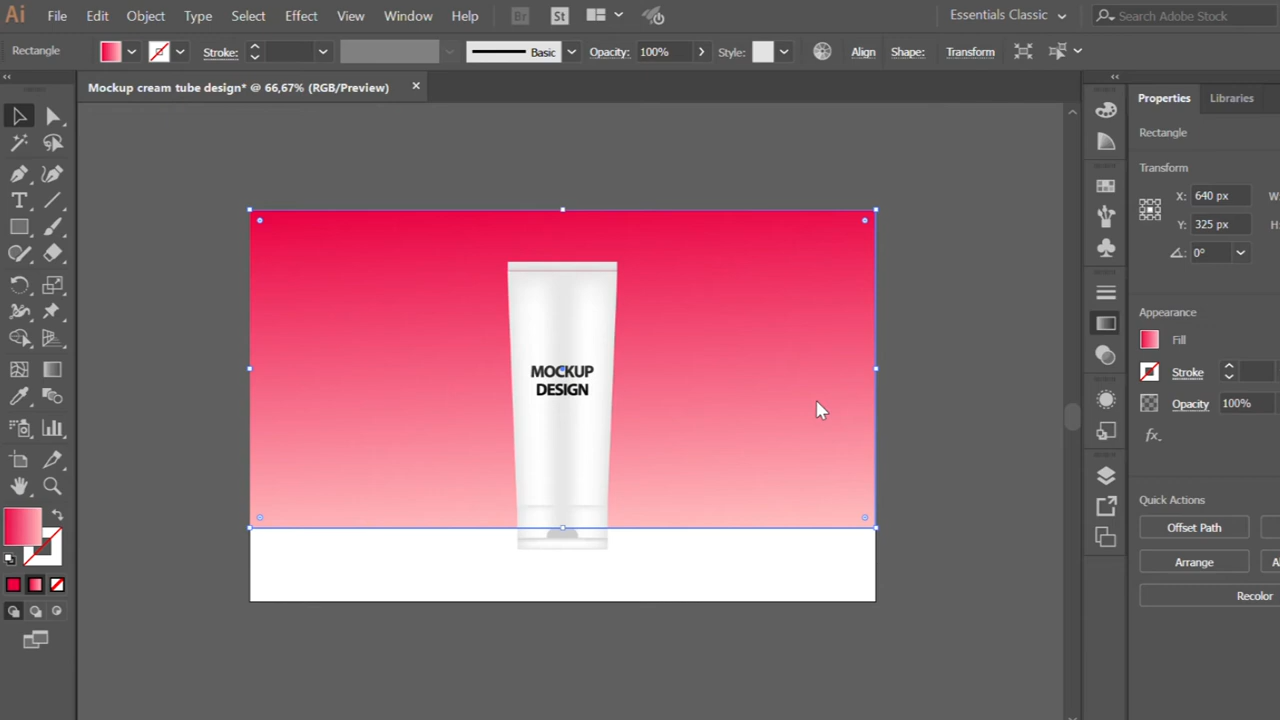 Ai File Edit Object Type Select Effect View Window Help Br St Essentials Classic Search Adobe Stock
Rectangle Stroke: Basic Opacity: 100% Style: Align Shape: Transform
Mockup cream tube design* @ 66,67% (RGB/Preview) ×
Properties Libraries
Rectangle
Transform
X: 640 px W:
Y: 325 px H:
0°
Appearance
Fill
Stroke
Opacity 100%
fx.
Quick Actions
Offset Path
Arrange
Recolor
MOCKUP
DESIGN